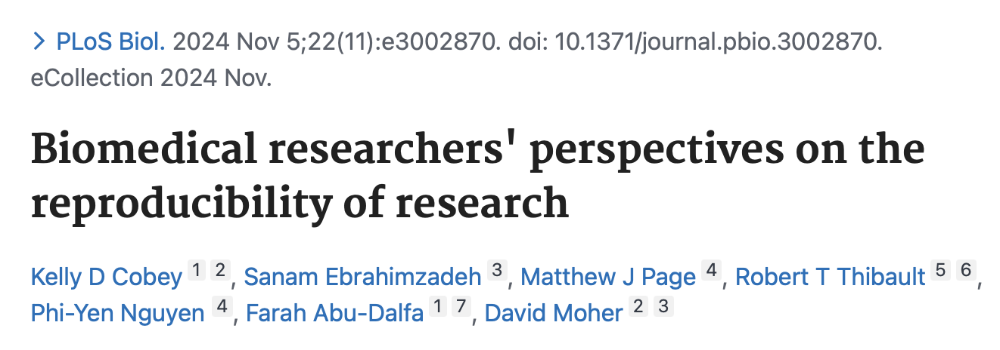 > PLoS Biol. 2024 Nov 5;22(11):e3002870. doi: 10.1371/journal.pbio.3002870.
eCollection 2024 Nov.
Biomedical researchers' perspectives on the
reproducibility of research
Kelly D Cobey 1 2, Sanam Ebrahimzadeh 3, Matthew J Page 4, Robert T Thibault 5 6,
Phi-Yen Nguyen 4, Farah Abu-Dalfa 1 7, David Moher 2 3